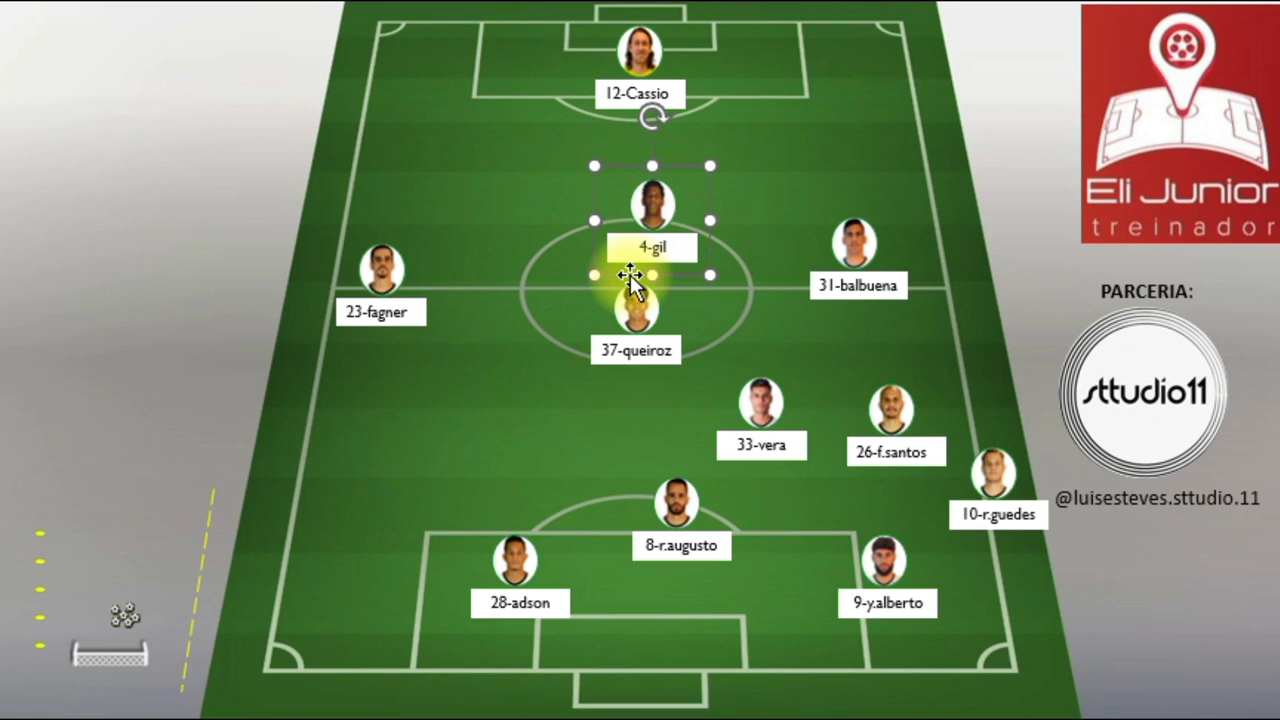 12-Cassio
Eli Junior
treinador
4-gil
31-balbuena
23-fagner
PARCERIA:
37-queiroz
sttudio11
33-vera
26-f.santos
@luisesteves.sttudio.11
10-r.guedes
8-r.augusto
28-adson
9-y.alberto